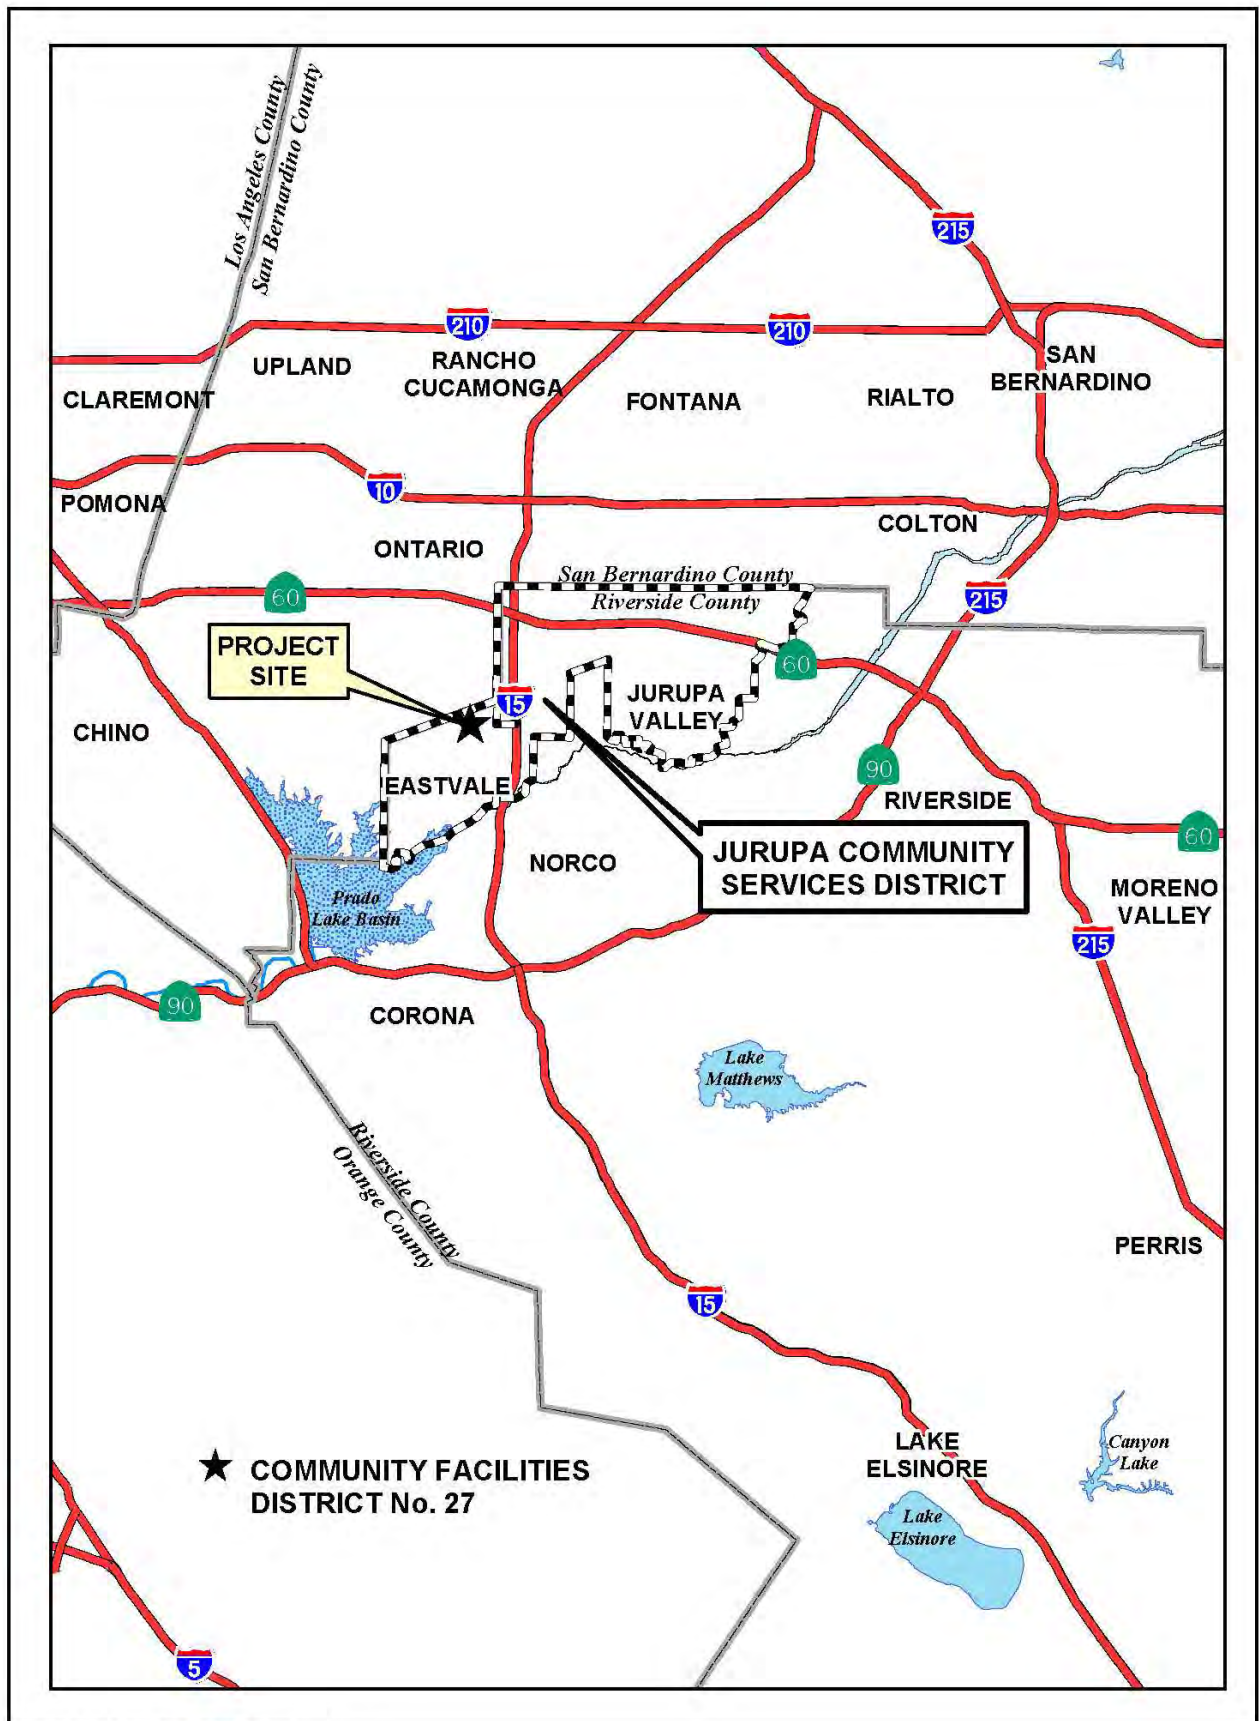 Los Angeles County
San Bernardino County
215
210
210
UPLAND
RANCHO
CUCAMONGA
SAN
BERNARDINO
CLAREMONT
FONTANA
RIALTO
10
POMONA
COLTON
ONTARIO
San Bernardino County
Riverside County
60
215
PROJECT
SITE
60
15
JURUPA
VALLEY
CHINO
90
EASTVALE
RIVERSIDE
60
JURUPA COMMUNITY
SERVICES DISTRICT
NORCO
Prado
Lake Basin
MORENO
VALLEY
215
90
CORONA
Lake
Matthews
Riverside County
Orange County
PERRIS
15
LAKE
ELSINORE
Canyon
Lake
COMMUNITY FACILITIES
DISTRICT No. 27
Lake
Elsinore
5